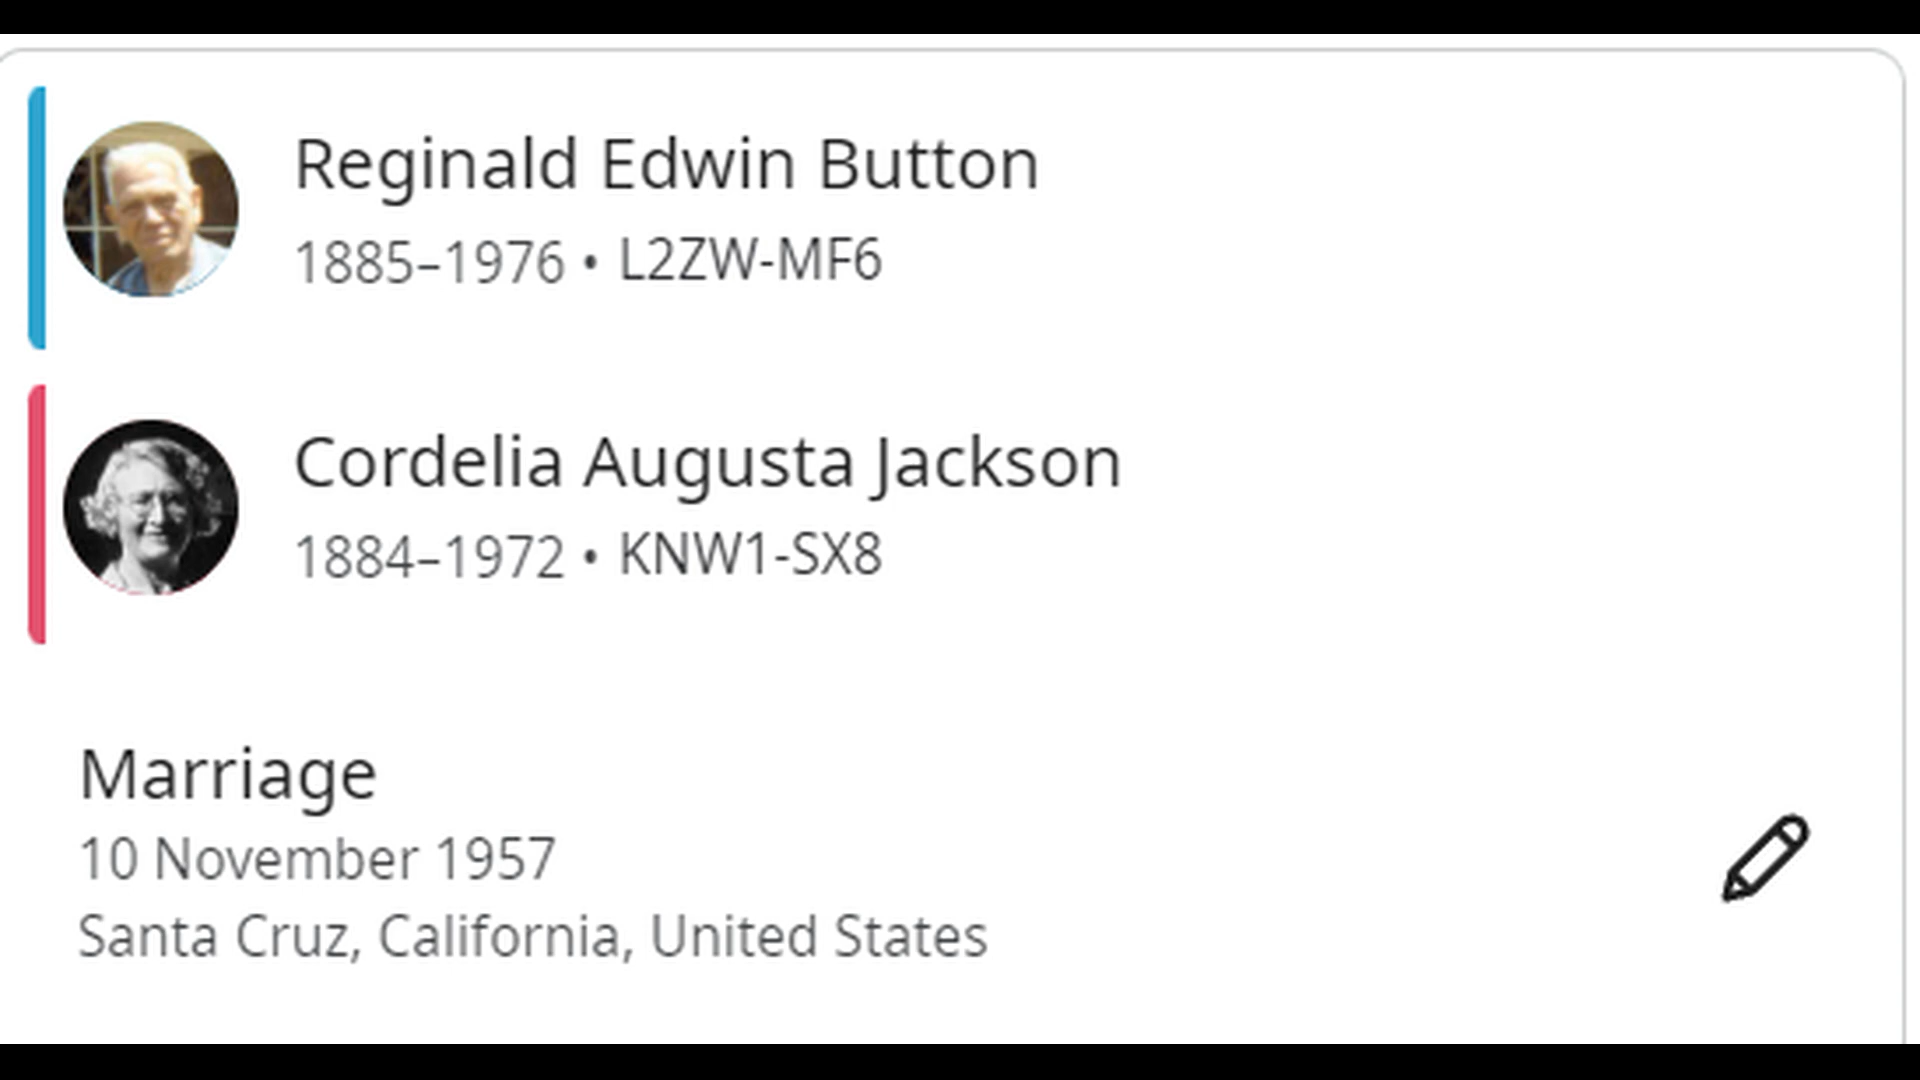 Reginald Edwin Button
1885–1976 • L2ZW-MF6
Cordelia Augusta Jackson
1884–1972 • KNW1-SX8
Marriage
10 November 1957
Santa Cruz, California, United States